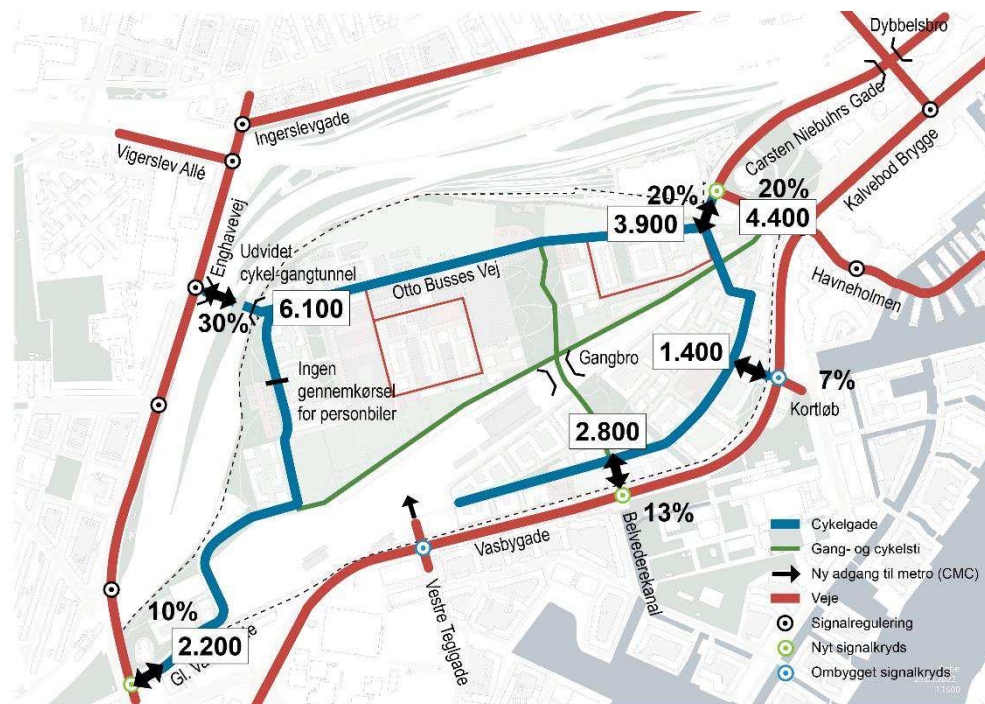 Dybbelsbro
Ingerslevgade
Carsten Niebuhrs Gade
Vigerslev Allé
Kalvebod Brygge
20%
20%
3.900
4.400
Enghavevej
Udvidet
cykel-gangtunnel
Otto Busses Vej
Havneholmen
6.100
30%
1.400
Gangbro
Ingen
gennemkørsel
for personbiler
7%
Kortløb
2.800
13%
Belvederekanal
Vasbygade
Vestre Teglgade
10%
2.200
Cykelgade
Gang- og cykelsti
Ny adgang til metro (CMC)
Veje
Signalregulering
Nyt signalkryds
Ombygget signalkryds